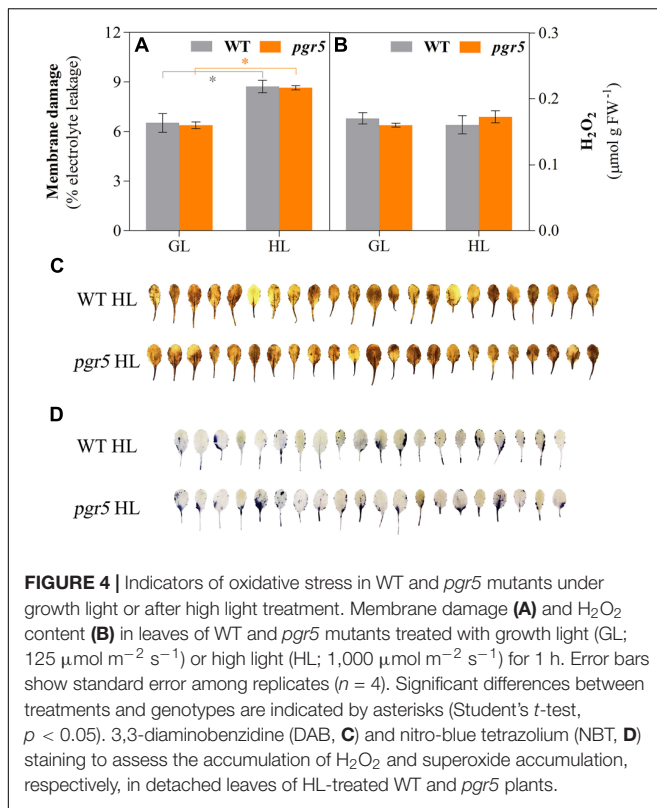 A WT pgr5
B WT pgr5
12
9
6
3
0
Membrane damage
(% electrolyte leakage)
* *
GL HL GL HL
0.3
0.2
0.1
0.0
H₂O₂
(µmol g FW⁻¹)
C
WT HL
pgr5 HL
D
WT HL
pgr5 HL
FIGURE 4 | Indicators of oxidative stress in WT and pgr5 mutants under
growth light or after high light treatment. Membrane damage (A) and H₂O₂
content (B) in leaves of WT and pgr5 mutants treated with growth light (GL;
125 µmol m⁻² s⁻¹) or high light (HL; 1,000 µmol m⁻² s⁻¹) for 1 h. Error bars
show standard error among replicates (n = 4). Significant differences between
treatments and genotypes are indicated by asterisks (Student's t-test,
p < 0.05). 3,3-diaminobenzidine (DAB, C) and nitro-blue tetrazolium (NBT, D)
staining to assess the accumulation of H₂O₂ and superoxide accumulation,
respectively, in detached leaves of HL-treated WT and pgr5 plants.